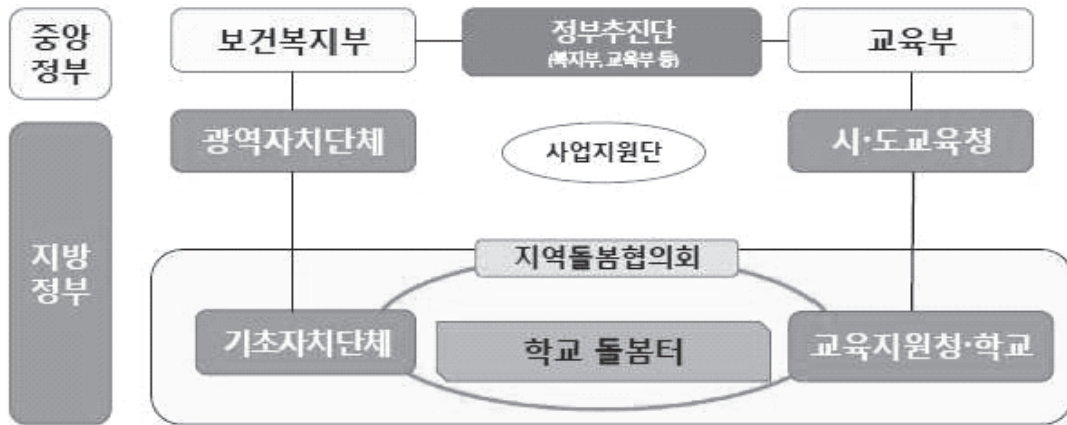 중앙
정부
보건복지부
정부추진단
(복지부, 교육부 등)
교육부
광역자치단체
사업지원단
시·도교육청
지방
정부
지역돌봄협의회
기초자치단체
학교 돌봄터
교육지원청·학교